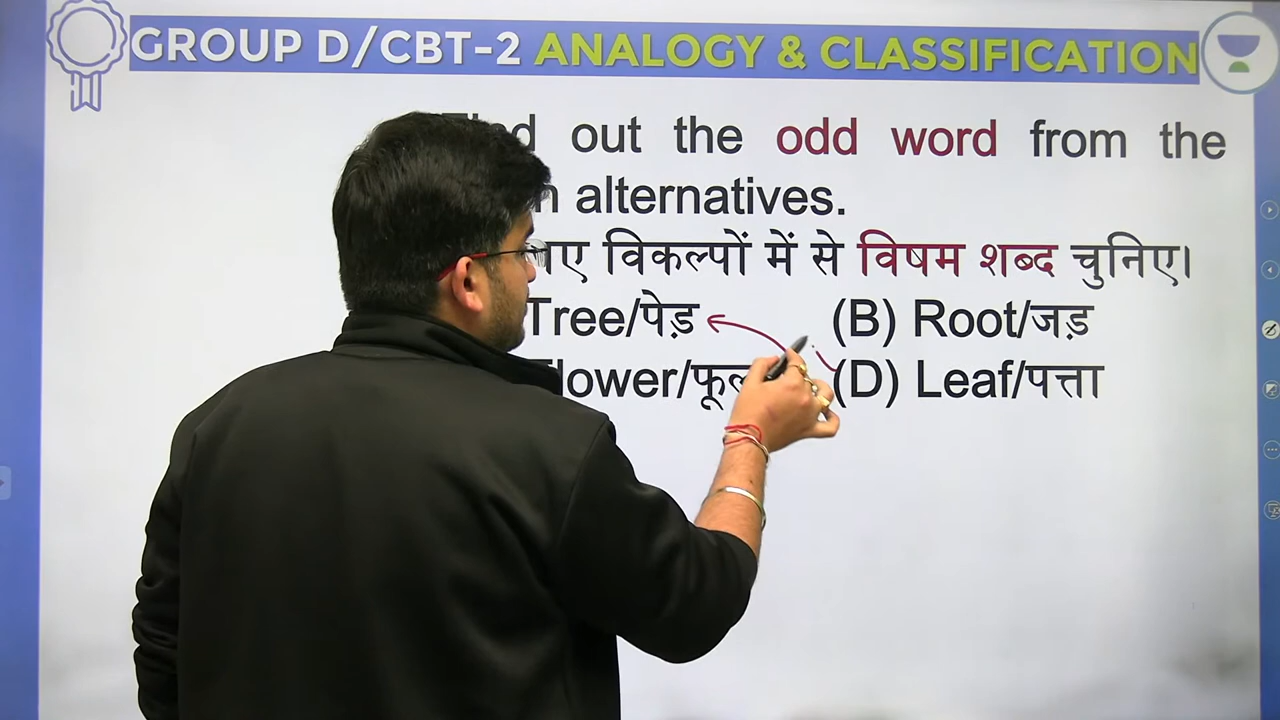 GROUP D/CBT-2 ANALOGY & CLASSIFICATION
out the odd word from the
alternatives.
विकल्पों में से विषम शब्द चुनिए।
Tree/पेड़ (B) Root/जड़
Flower/फूल (D) Leaf/पत्ता